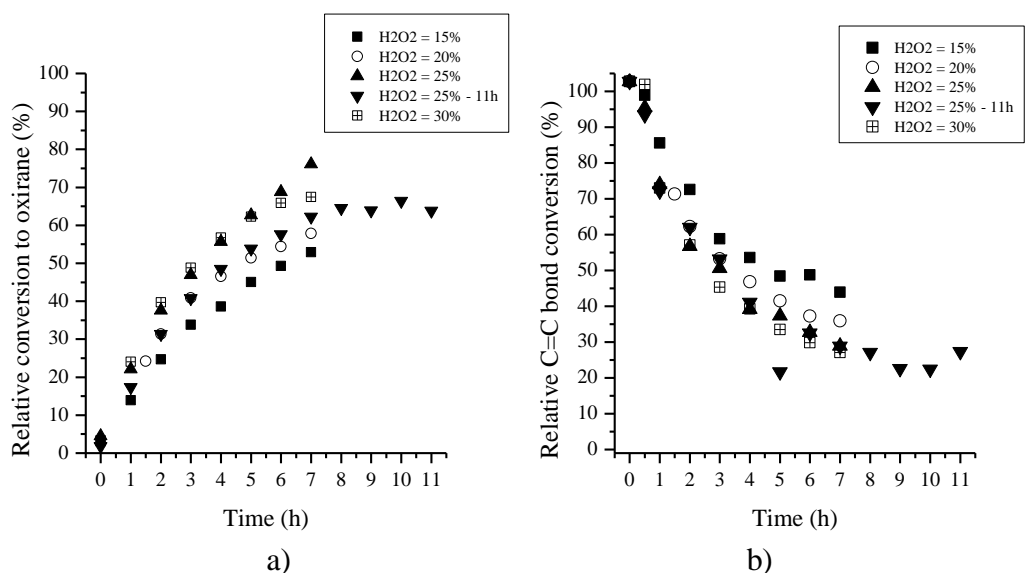 H2O2 = 15%
H2O2 = 20%
H2O2 = 25%
H2O2 = 25% - 11h
H2O2 = 30%
Relative conversion to oxirane (%)
100
90
80
70
60
50
40
30
20
10
0
0 1 2 3 4 5 6 7 8 9 10 11
Time (h)
a)
H2O2 = 15%
H2O2 = 20%
H2O2 = 25%
H2O2 = 25% - 11h
H2O2 = 30%
Relative C=C bond conversion (%)
100
90
80
70
60
50
40
30
20
10
0
0 1 2 3 4 5 6 7 8 9 10 11
Time (h)
b)